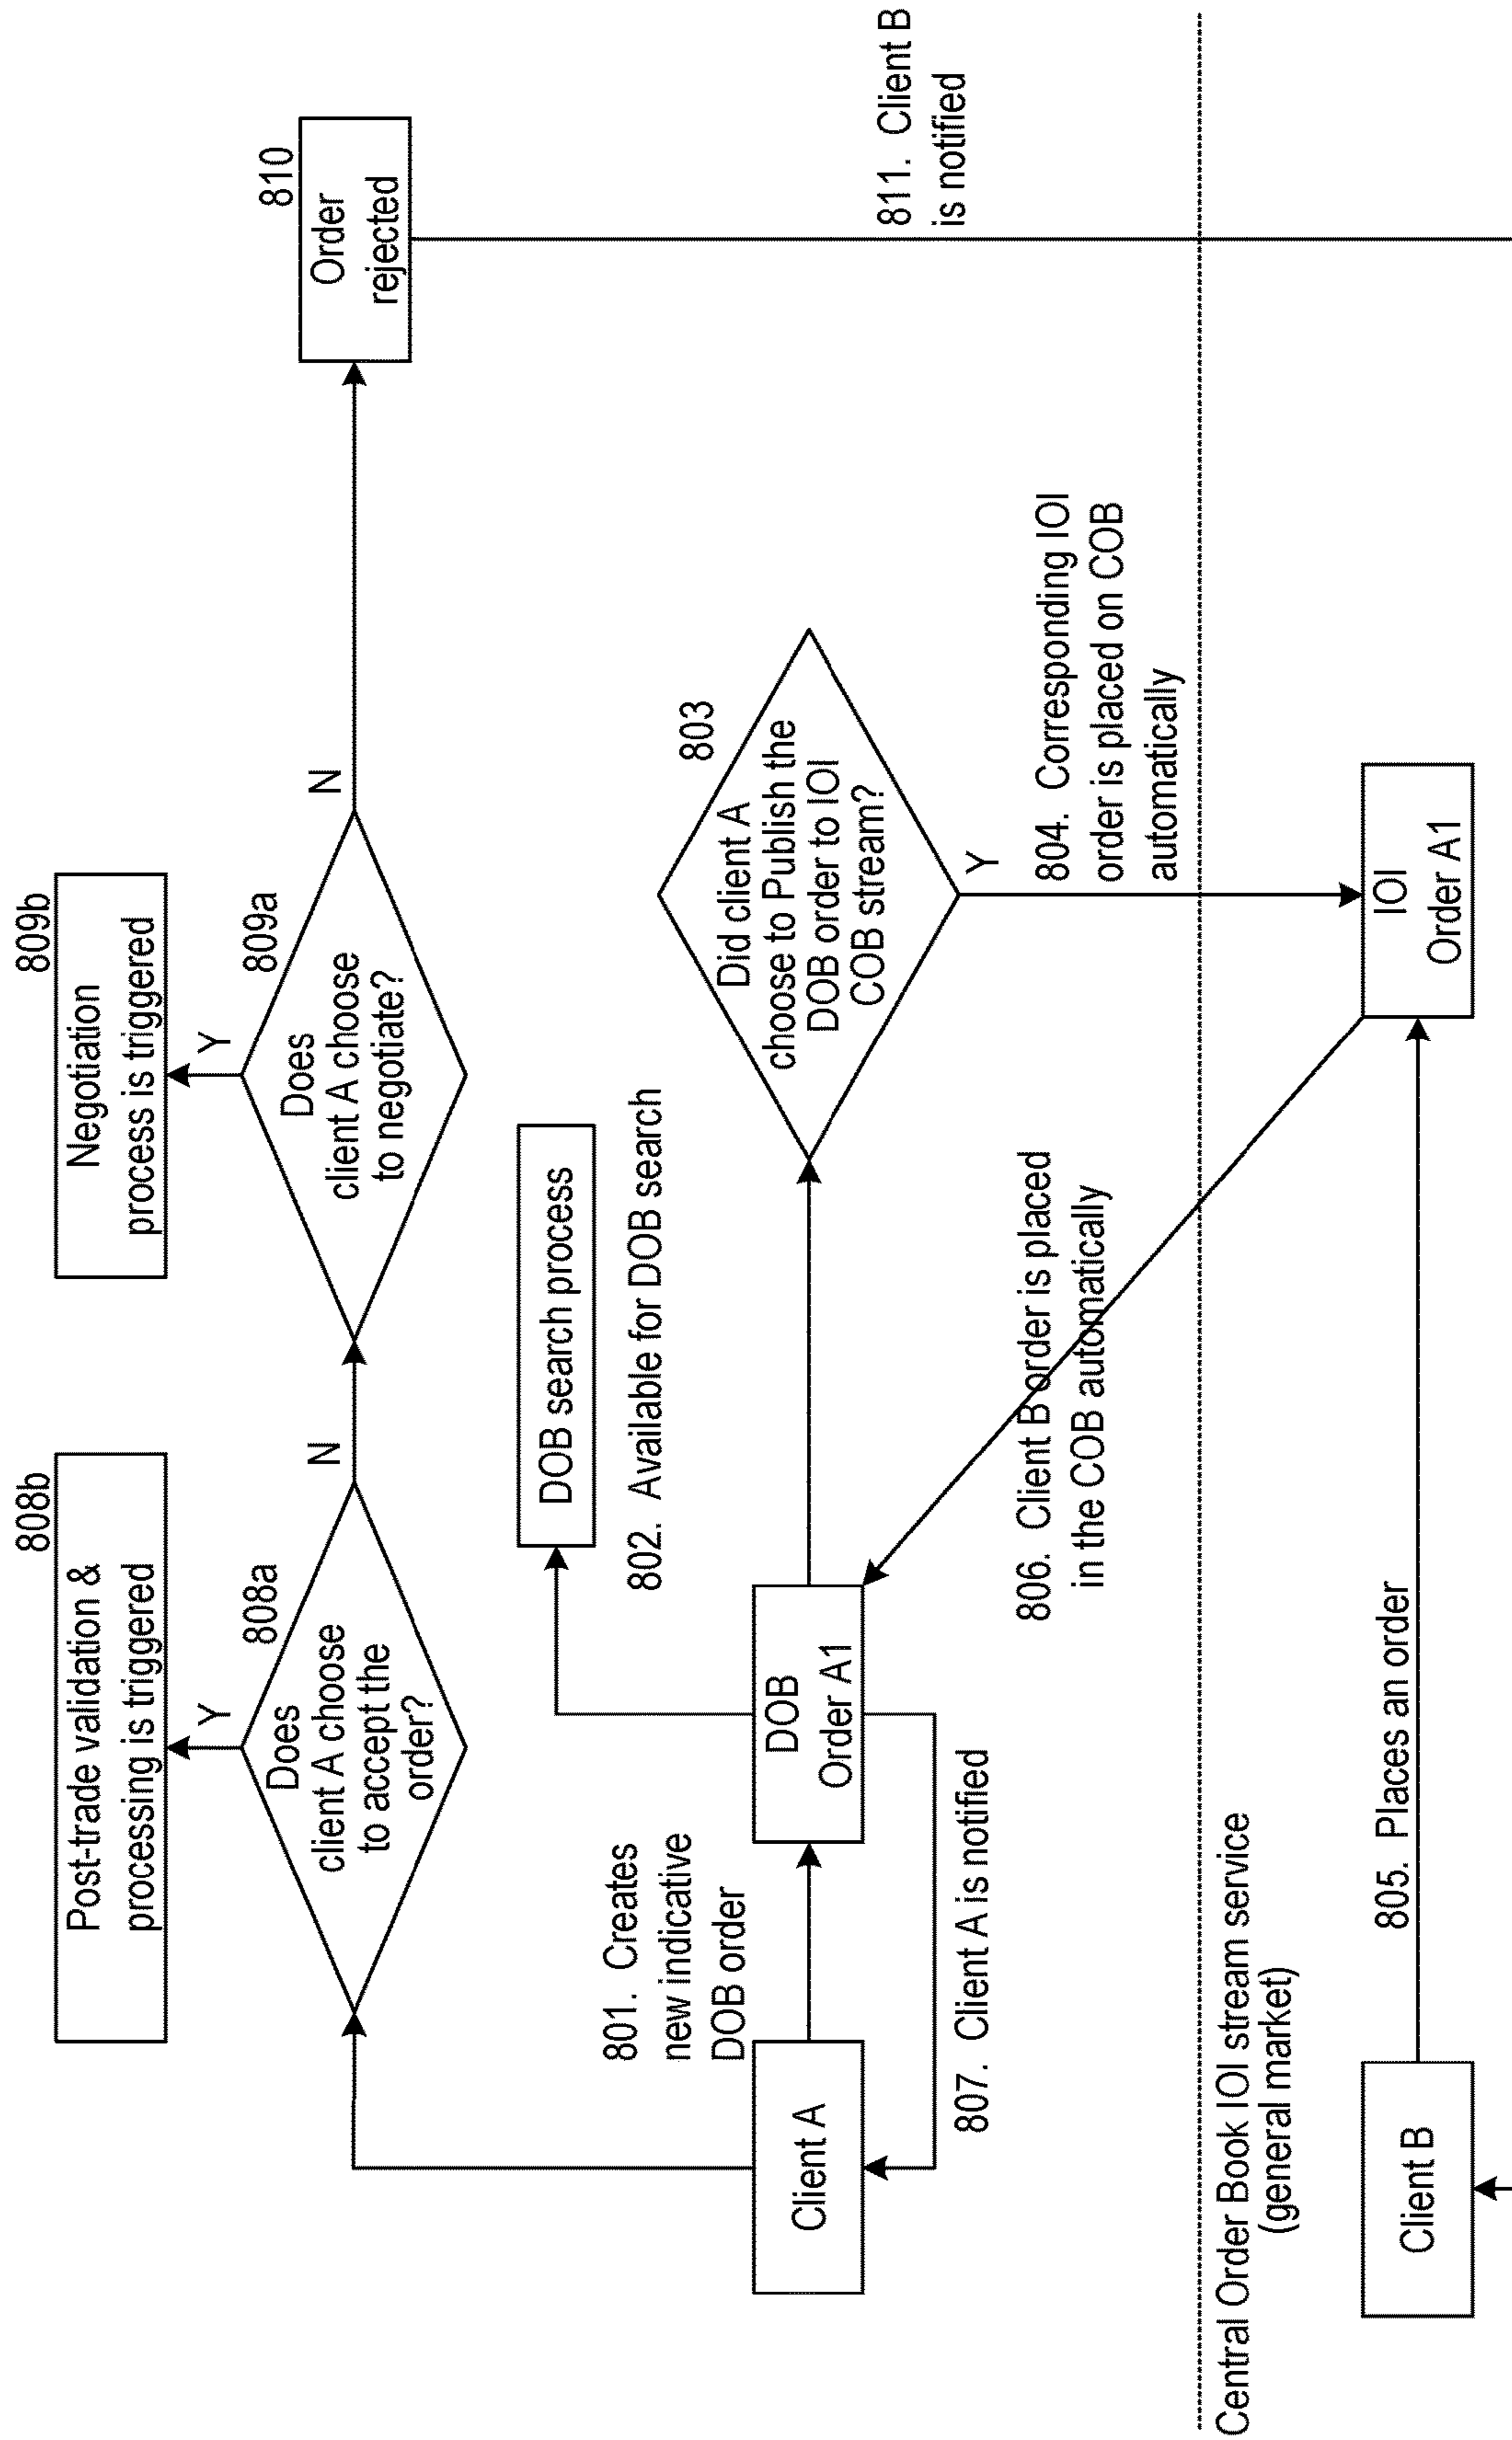 808b
Post-trade validation &
processing is triggered
809b
Negotiation
process is triggered
Y
808a
Does
client A choose
to accept the
order?
N
Y
809a
Does
client A choose
to negotiate?
N
810
Order
rejected
DOB search process
802. Available for DOB search
801. Creates
new indicative
DOB order
Client A
DOB
Order A1
803
Did client A
choose to Publish the
DOB order to IOI
COB stream?
Y
807. Client A is notified
806. Client B order is placed
in the COB automatically
804. Corresponding IOI
order is placed on COB
automatically
811. Client B
is notified
Central Order Book IOI stream service
(general market)
Client B
805. Places an order
IOI
Order A1